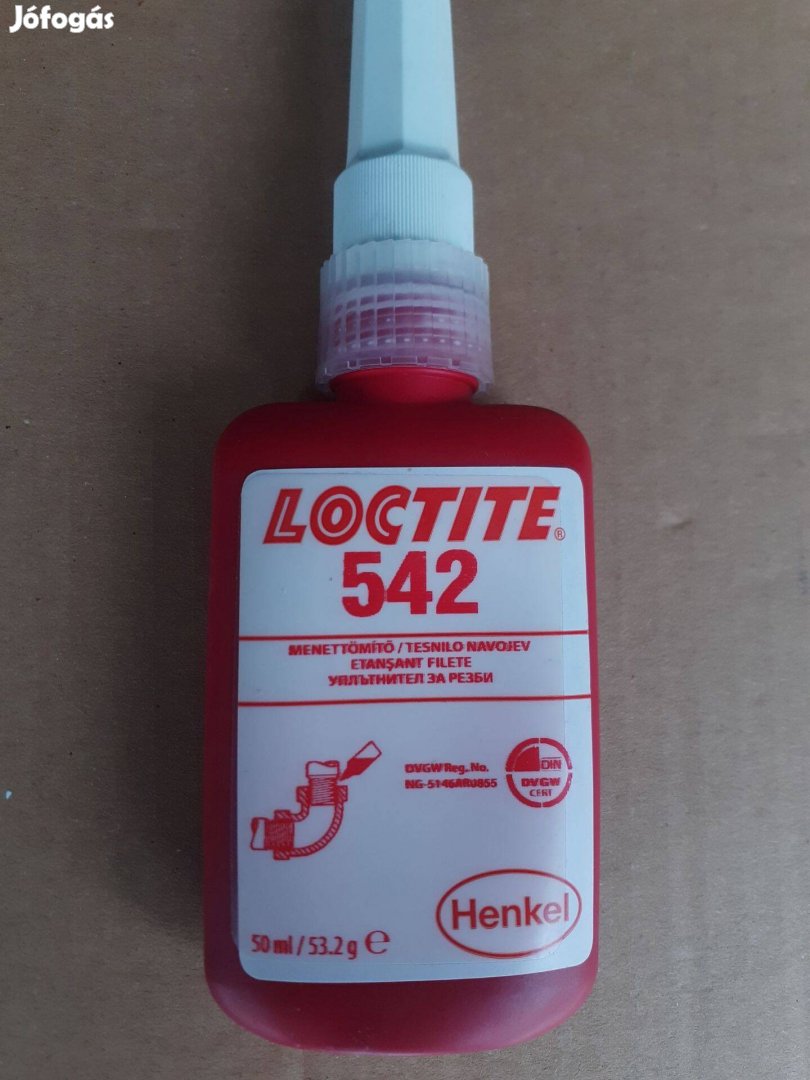 Jófogás
LOCTITE®
542
MENETTÖMÍTŐ / TESNILO NAVOJEV
ETANŞANT FILETE
УПЛЪТНИТЕЛ ЗА РЕЗБИ
DVGW Reg. No.
DIN
DVGW
CERT
Henkel
50 ml / 53.2 g e